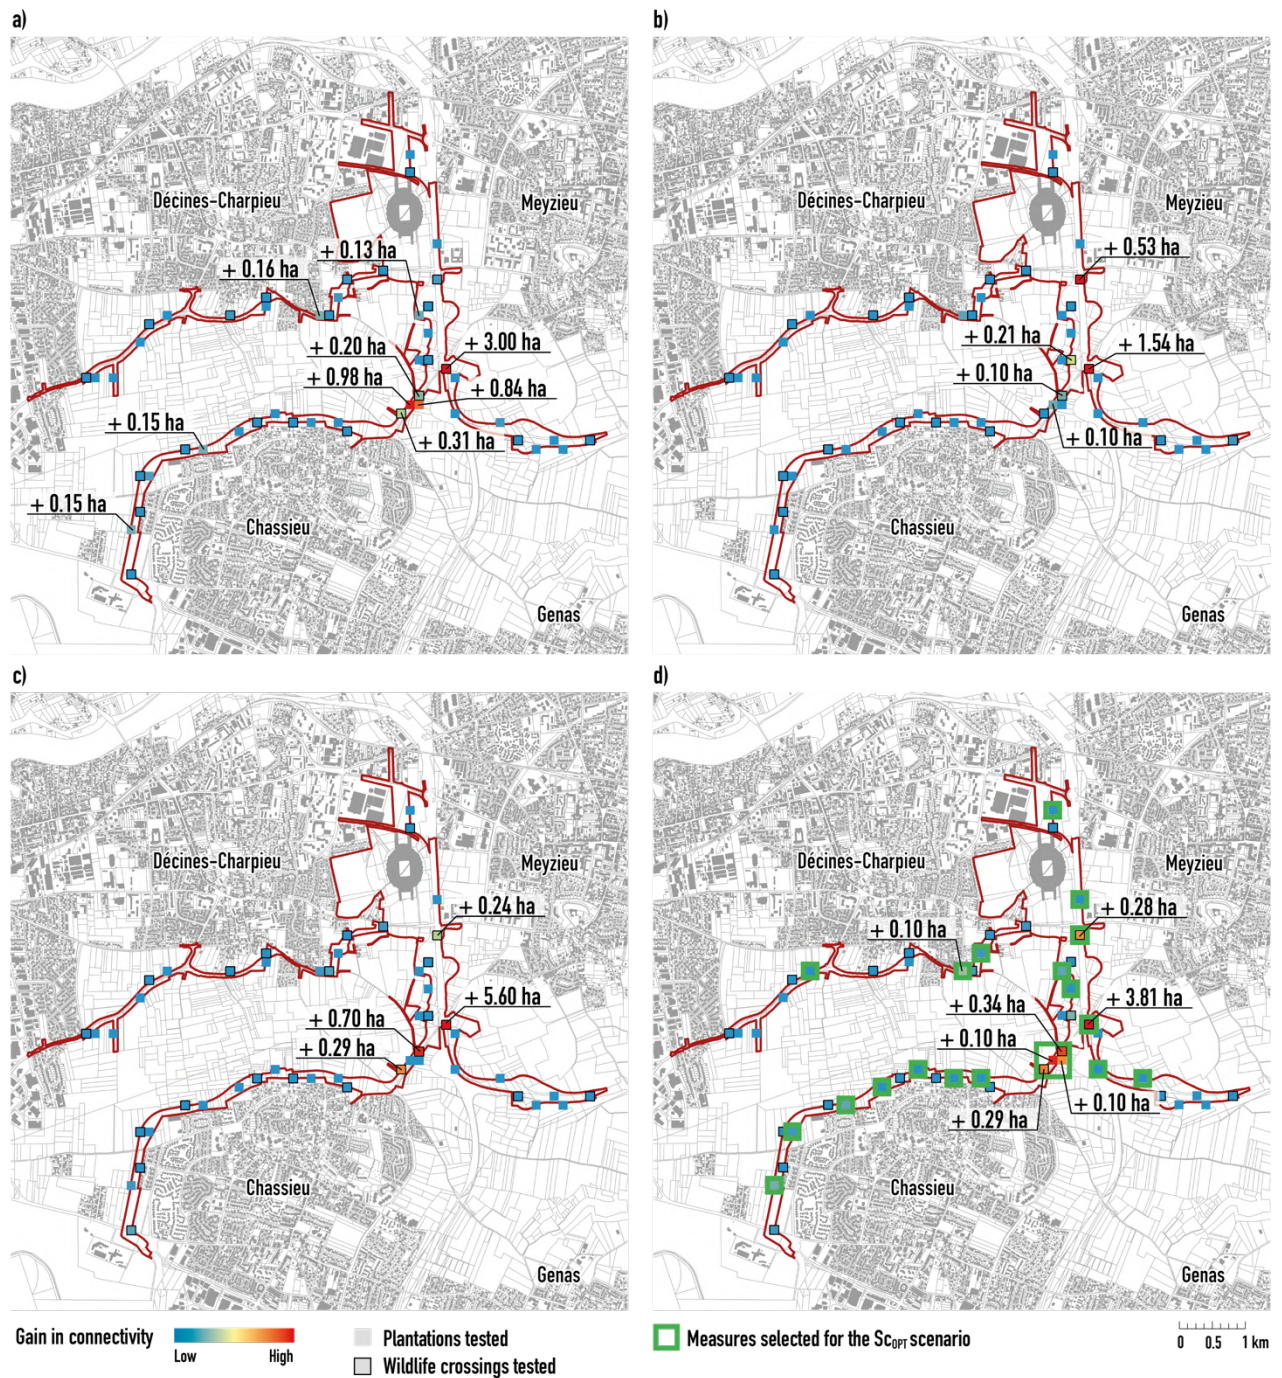 a)
b)
Décines-Charpieu
Meyzieu
+ 0.13 ha
+ 0.16 ha
+ 0.20 ha
+ 3.00 ha
+ 0.98 ha
+ 0.84 ha
+ 0.15 ha
+ 0.31 ha
+ 0.15 ha
Chassieu
Genas
Décines-Charpieu
Meyzieu
+ 0.53 ha
+ 0.21 ha
+ 1.54 ha
+ 0.10 ha
+ 0.10 ha
Chassieu
Genas
c)
d)
Décines-Charpieu
Meyzieu
+ 0.24 ha
+ 5.60 ha
+ 0.70 ha
+ 0.29 ha
Chassieu
Genas
Décines-Charpieu
Meyzieu
+ 0.28 ha
+ 0.10 ha
+ 3.81 ha
+ 0.34 ha
+ 0.10 ha
+ 0.10 ha
+ 0.29 ha
Chassieu
Genas
Gain in connectivity
Low
High
Plantations tested
Wildlife crossings tested
Measures selected for the ScOPT scenario
0 0.5 1 km